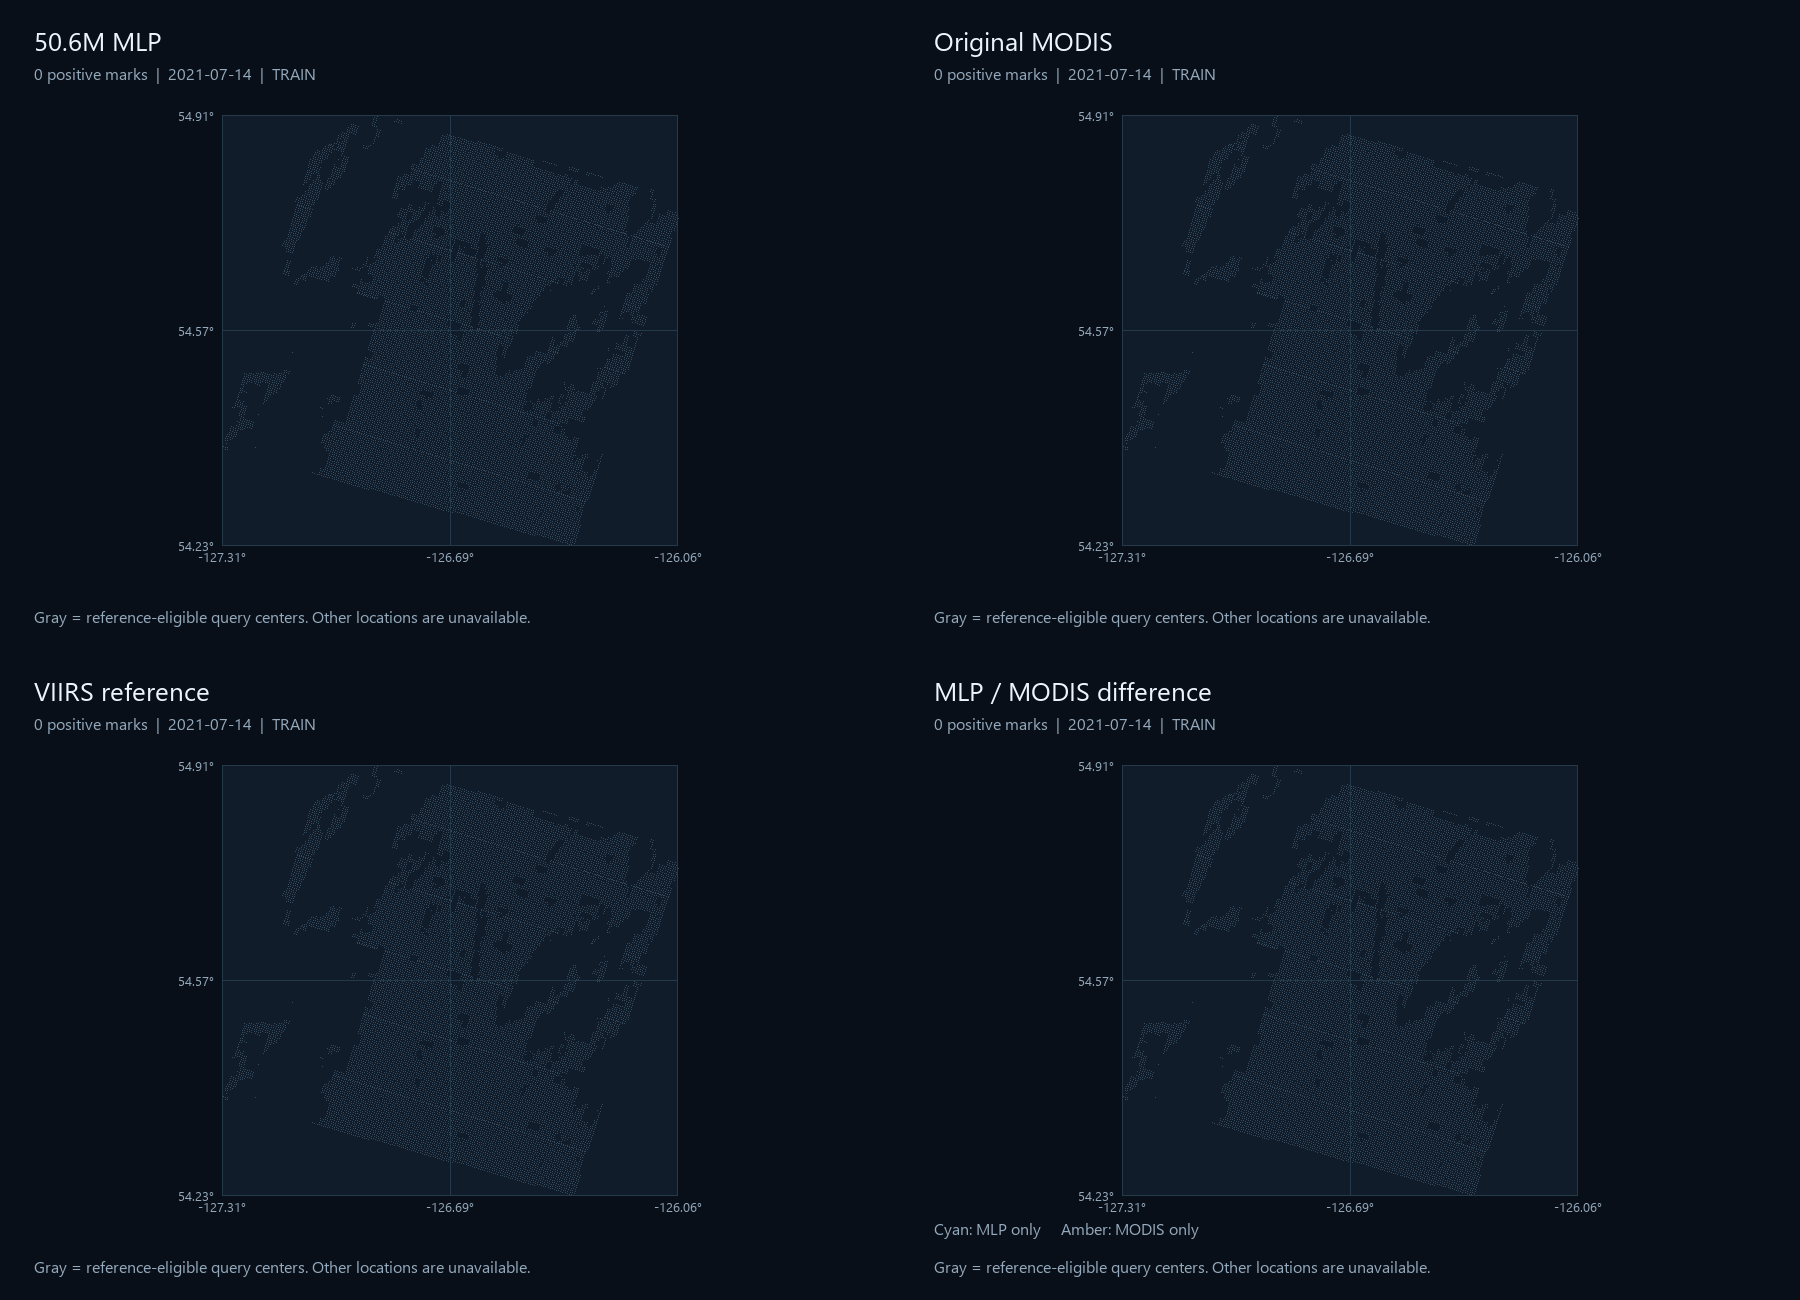 50.6M MLP
0 positive marks | 2021-07-14 | TRAIN
54.91°
54.57°
54.23°
-127.31°
-126.69°
-126.06°
Gray = reference-eligible query centers. Other locations are unavailable.
Original MODIS
0 positive marks | 2021-07-14 | TRAIN
54.91°
54.57°
54.23°
-127.31°
-126.69°
-126.06°
Gray = reference-eligible query centers. Other locations are unavailable.
VIIRS reference
0 positive marks | 2021-07-14 | TRAIN
54.91°
54.57°
54.23°
-127.31°
-126.69°
-126.06°
Gray = reference-eligible query centers. Other locations are unavailable.
MLP / MODIS difference
0 positive marks | 2021-07-14 | TRAIN
54.91°
54.57°
54.23°
-127.31°
-126.69°
-126.06°
Cyan: MLP only Amber: MODIS only
Gray = reference-eligible query centers. Other locations are unavailable.